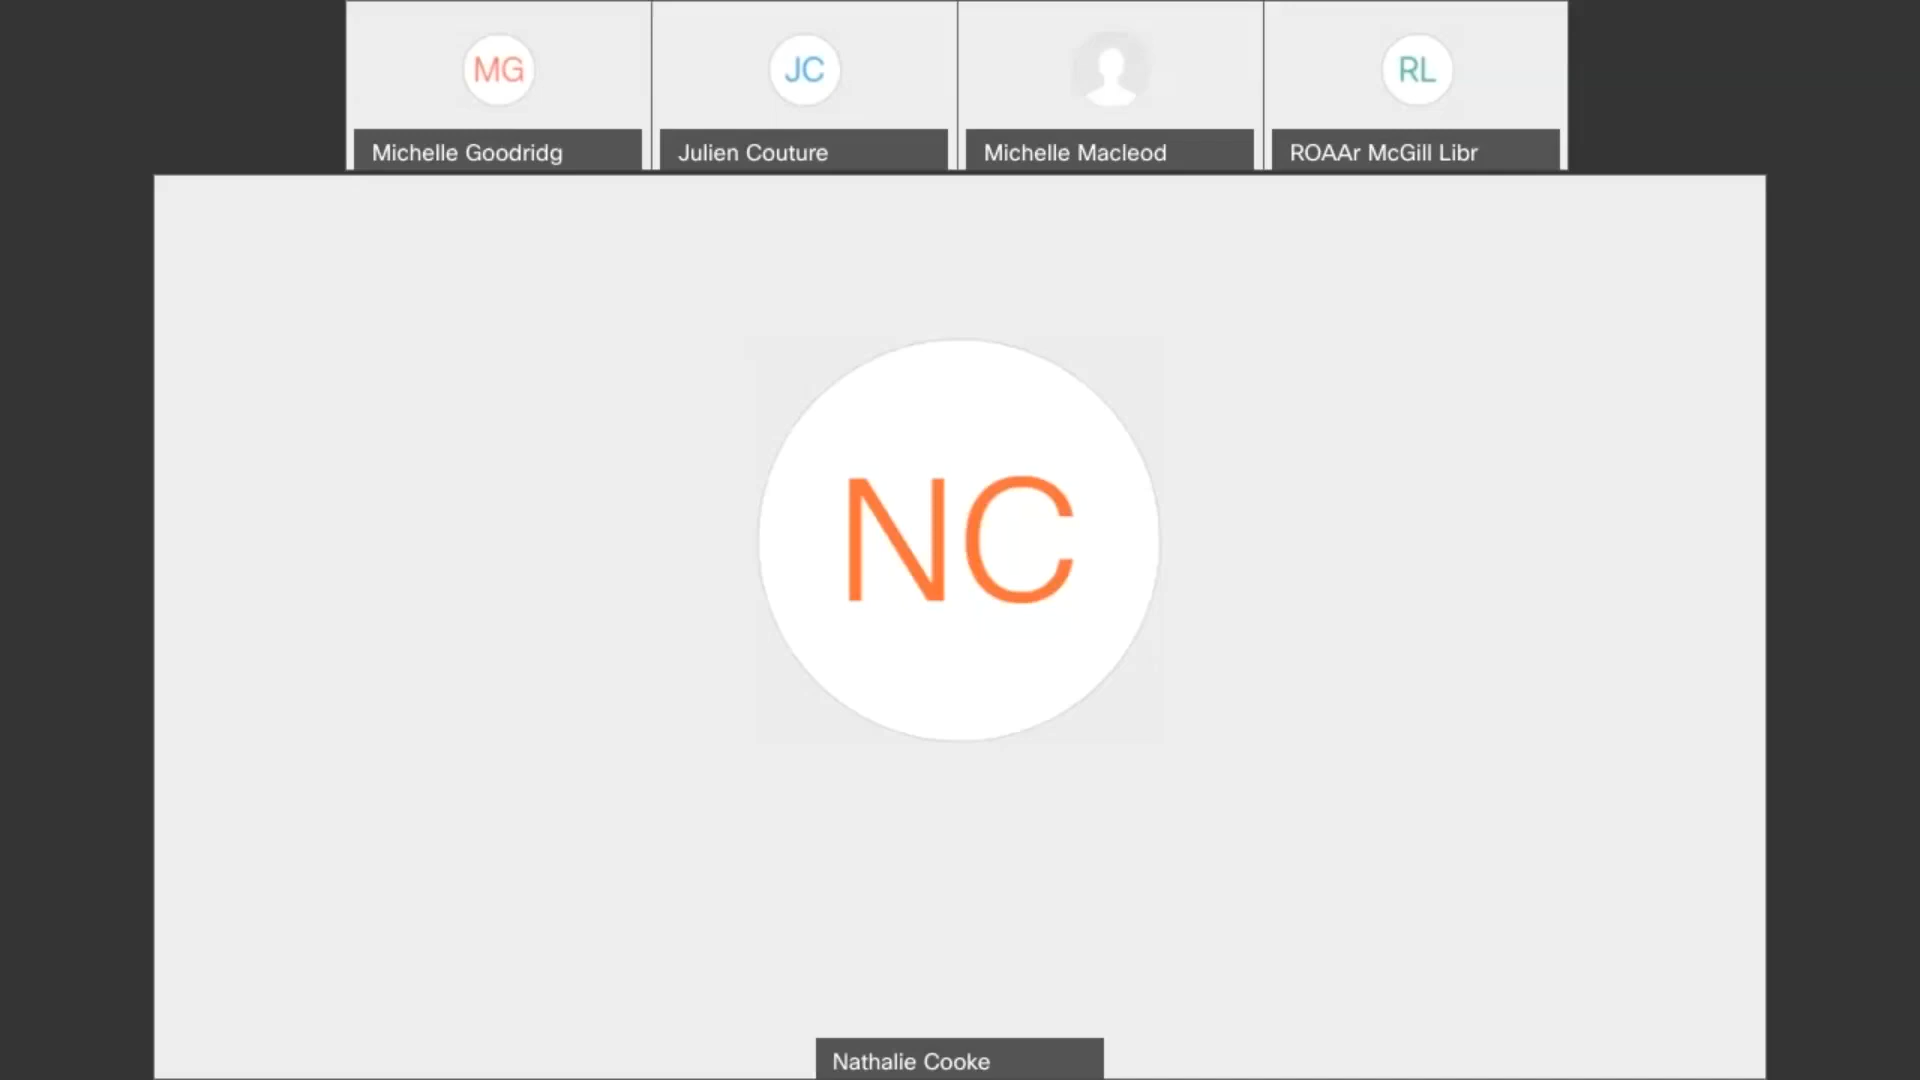 MG
JC
RL
Michelle Goodridg
Julien Couture
Michelle Macleod
ROAAr McGill Libr
NC
Nathalie Cooke